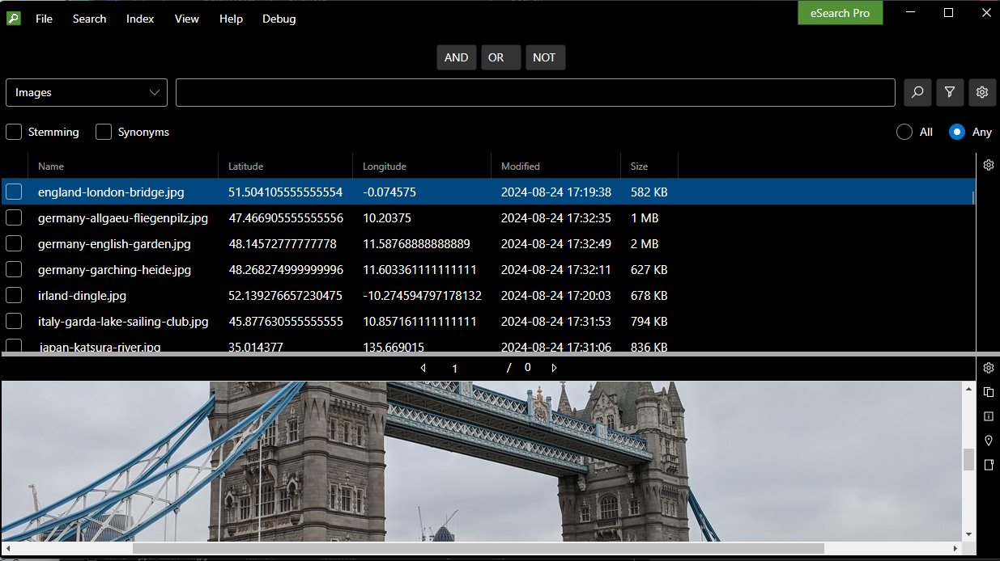 File Search Index View Help Debug eSearch Pro
AND OR NOT
Images
Stemming Synonyms All Any
Name Latitude Longitude Modified Size
england-london-bridge.jpg 51.504105555555554 -0.074575 2024-08-24 17:19:38 582 KB
germany-allgaeu-fliegenpilz.jpg 47.466905555555556 10.20375 2024-08-24 17:32:35 1 MB
germany-english-garden.jpg 48.14572777777778 11.58768888888889 2024-08-24 17:32:49 2 MB
germany-garching-heide.jpg 48.268274999999996 11.603361111111111 2024-08-24 17:32:11 627 KB
irland-dingle.jpg 52.139276657230475 -10.274594797178132 2024-08-24 17:20:03 678 KB
italy-garda-lake-sailing-club.jpg 45.877630555555555 10.857161111111111 2024-08-24 17:31:53 794 KB
japan-katsura-river.jpg 35.014377 135.669015 2024-08-24 17:31:06 836 KB
1 / 0